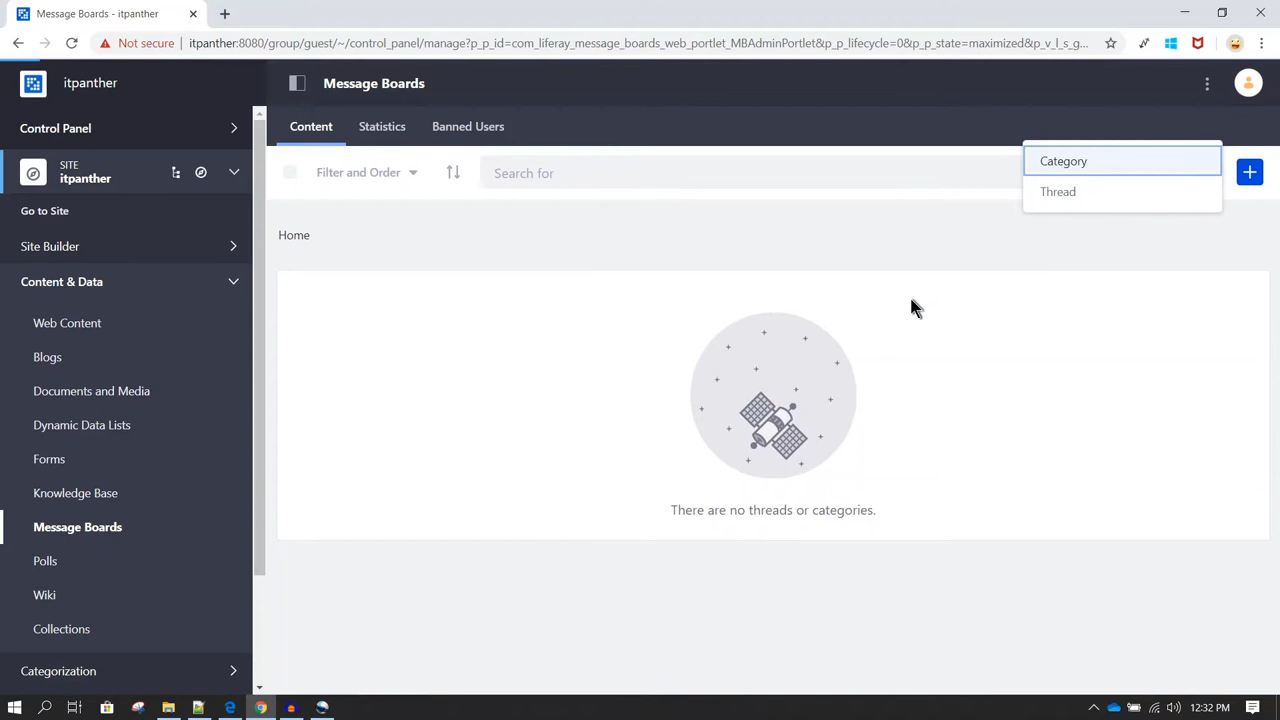 Message Boards - itpanther
Not secure
itpanther:8080/group/guest/~/control_panel/manage?p_p_id=com_liferay_message_boards_web_portlet_MBAdminPortlet&p_p_lifecycle=0&p_p_state=maximized&p_v_l_s_g...
itpanther
Message Boards
Control Panel
Content
Statistics
Banned Users
SITE
itpanther
Filter and Order
Search for
Category
Thread
Go to Site
Home
Site Builder
Content & Data
Web Content
Blogs
Documents and Media
Dynamic Data Lists
Forms
Knowledge Base
There are no threads or categories.
Message Boards
Polls
Wiki
Collections
Categorization
12:32 PM